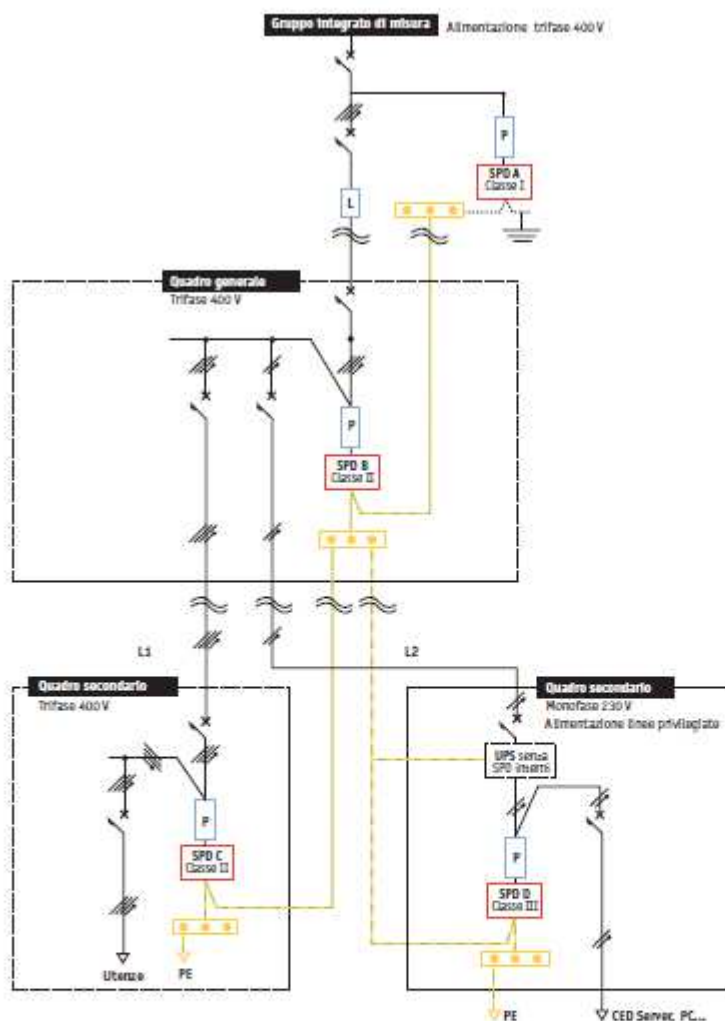 Gruppo integrato di misura
Alimentazione trifase 400 V
P
SPD A
Classe I
L
Quadro generale
Trifase 400 V
P
SPD B
Classe II
L1
L2
Quadro secondario
Trifase 400 V
Quadro secondario
Monofase 230 V
Alimentazione linee privilegiate
UPS senza
SPD interni
P
SPD C
Classe II
P
SPD D
Classe III
Utenze
PE
PE
CED Server, PC...